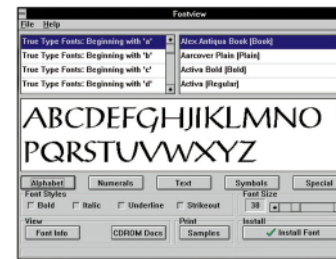 Fontview
File Help
True Type Fonts: Beginning with 'a' Alex Antiqua Book [Book]
True Type Fonts: Beginning with 'b' Aarcover Plain [Plain]
True Type Fonts: Beginning with 'c' Activa Bold [Bold]
True Type Fonts: Beginning with 'd' Activa [Regular]
ABCDEFGHJIKLMNO
PQRSTUVWXYZ
Alphabet Numerals Text Symbols Special
Font Styles Font Size
Bold Italic Underline Strikeout 38
View Print Install
Font Info CDROM Docs Samples Install Font